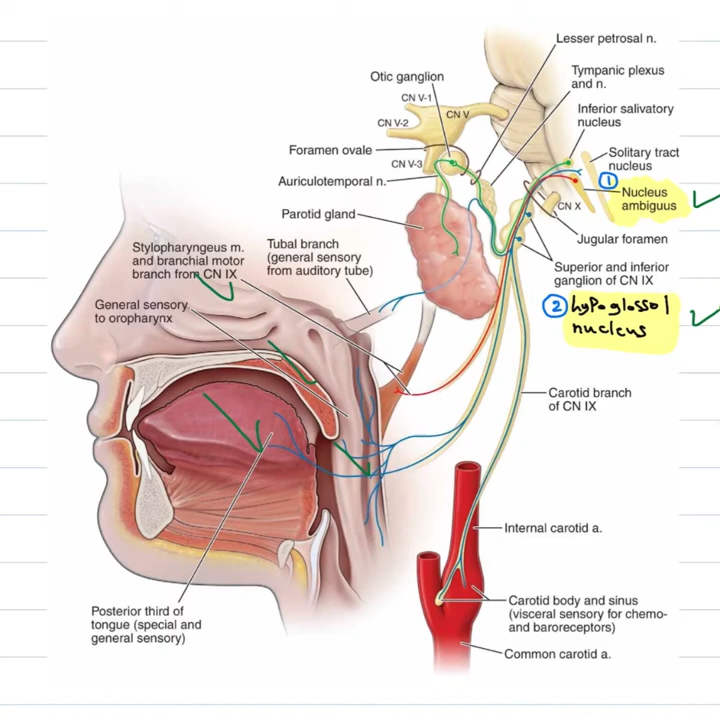 Lesser petrosal n.
Otic ganglion
Tympanic plexus
and n.
CN V-1
CN V
Inferior salivatory
nucleus
CN V-2
Foramen ovale
CN V-3
Solitary tract
nucleus
Auriculotemporal n.
1
Nucleus
ambiguus
CN X
Parotid gland
Jugular foramen
Stylopharyngeus m.
and branchial motor
branch from CN IX
Tubal branch
(general sensory
from auditory tube)
Superior and inferior
ganglion of CN IX
General sensory
to oropharynx
2 hypoglossol
nucleus
Carotid branch
of CN IX
Internal carotid a.
Posterior third of
tongue (special and
general sensory)
Carotid body and sinus
(visceral sensory for chemo-
and baroreceptors)
Common carotid a.